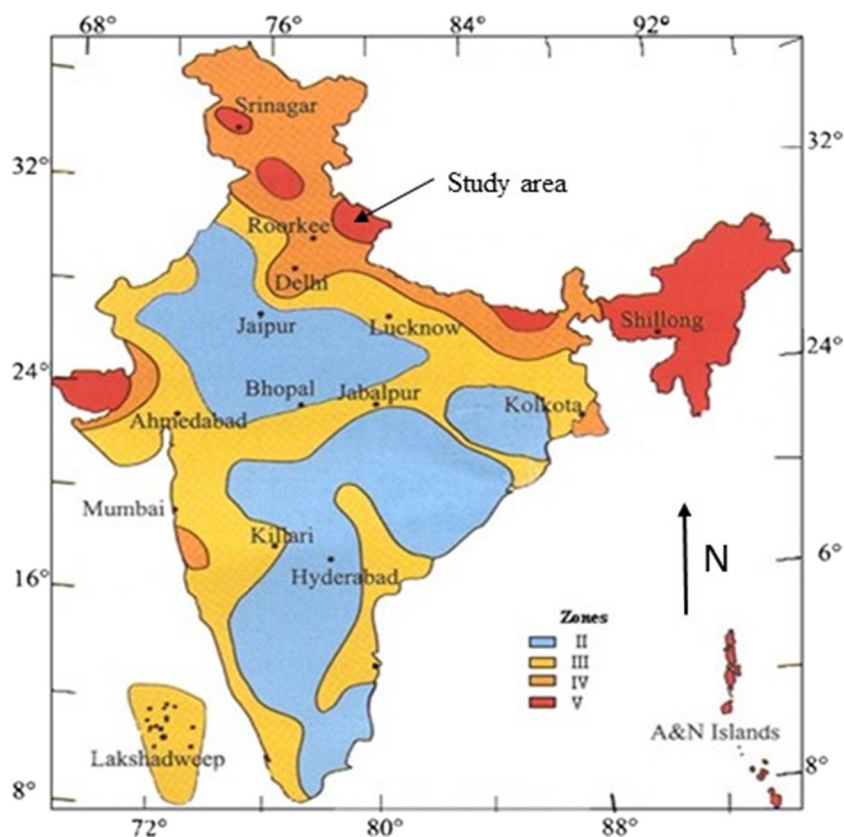 68° 76° 84° 92°
Srinagar
32° 32°
Study area
Roorkee
Delhi
Jaipur Lucknow Shillong
24° 24°
Bhopal Jabalpur
Ahmedabad Kolkota
Mumbai
Killari N
6°
Hyderabad
16°
Zones
II
III
IV
V
A&N Islands
Lakshadweep
8° 8°
72° 80° 88°